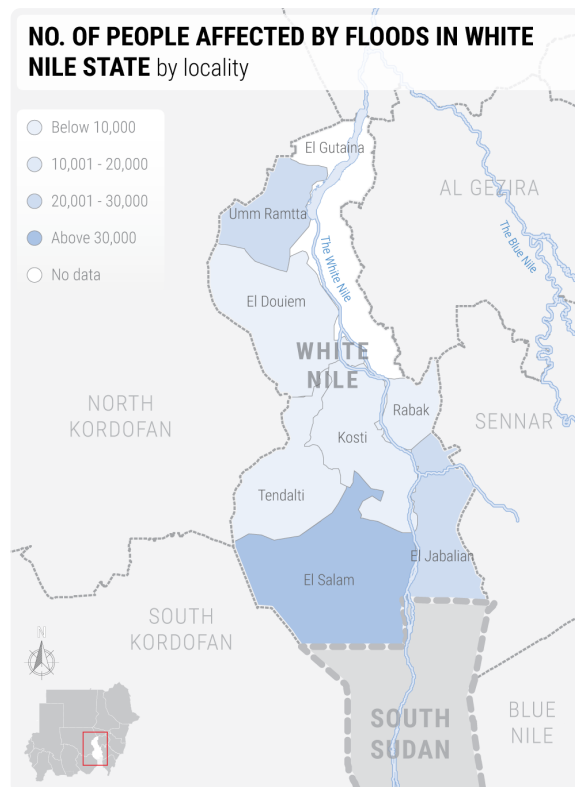 NO. OF PEOPLE AFFECTED BY FLOODS IN WHITE
NILE STATE by locality
Below 10,000
10,001 - 20,000
20,001 - 30,000
Above 30,000
No data
El Gutaina
AL GEZIRA
Umm Ramtta
The White Nile
The Blue Nile
El Douiem
WHITE
NILE
NORTH
KORDOFAN
Rabak
SENNAR
Kosti
Tendalti
El Jabalian
El Salam
SOUTH
KORDOFAN
N
SOUTH
SUDAN
BLUE
NILE